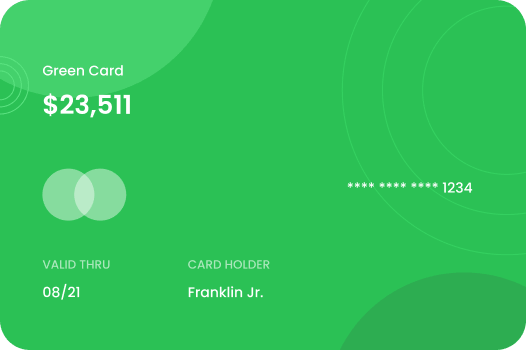 Green Card
$23,511
**** **** **** 1234
VALID THRU
CARD HOLDER
08/21
Franklin Jr.